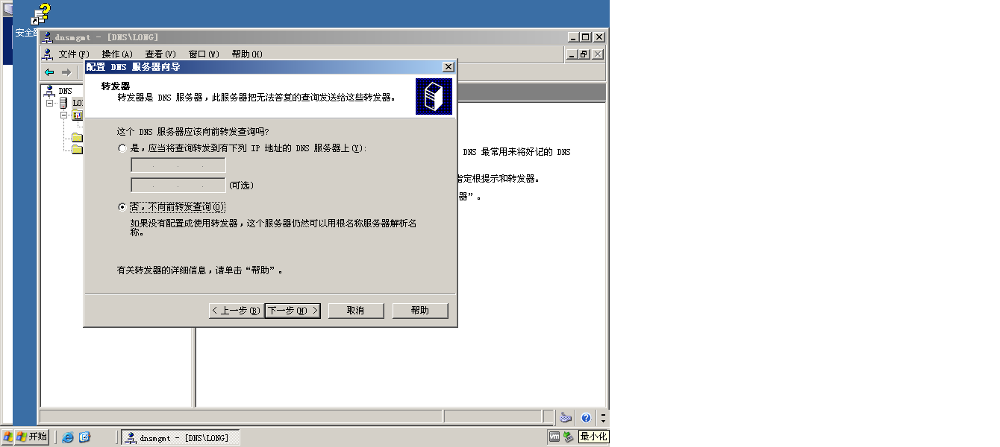 安全
dnsmgmt - [DNS\LONG]
文件(F) 操作(A) 查看(V) 窗口(W) 帮助(H)
配置 DNS 服务器向导
转发器
转发器是 DNS 服务器，此服务器把无法答复的查询发送给这些转发器。
DNS
LO
这个 DNS 服务器应该向前转发查询吗?
是，应当将查询转发到有下列 IP 地址的 DNS 服务器上(Y):
(可选)
否，不向前转发查询(O)
如果没有配置成使用转发器，这个服务器仍然可以用根名称服务器解析名
称。
有关转发器的详细信息，请单击“帮助”。
< 上一步(B) 下一步(N) > 取消 帮助
DNS 最常用来将好记的 DNS
指定根提示和转发器。
器”。
开始
dnsmgmt - [DNS\LONG]
vm
最小化